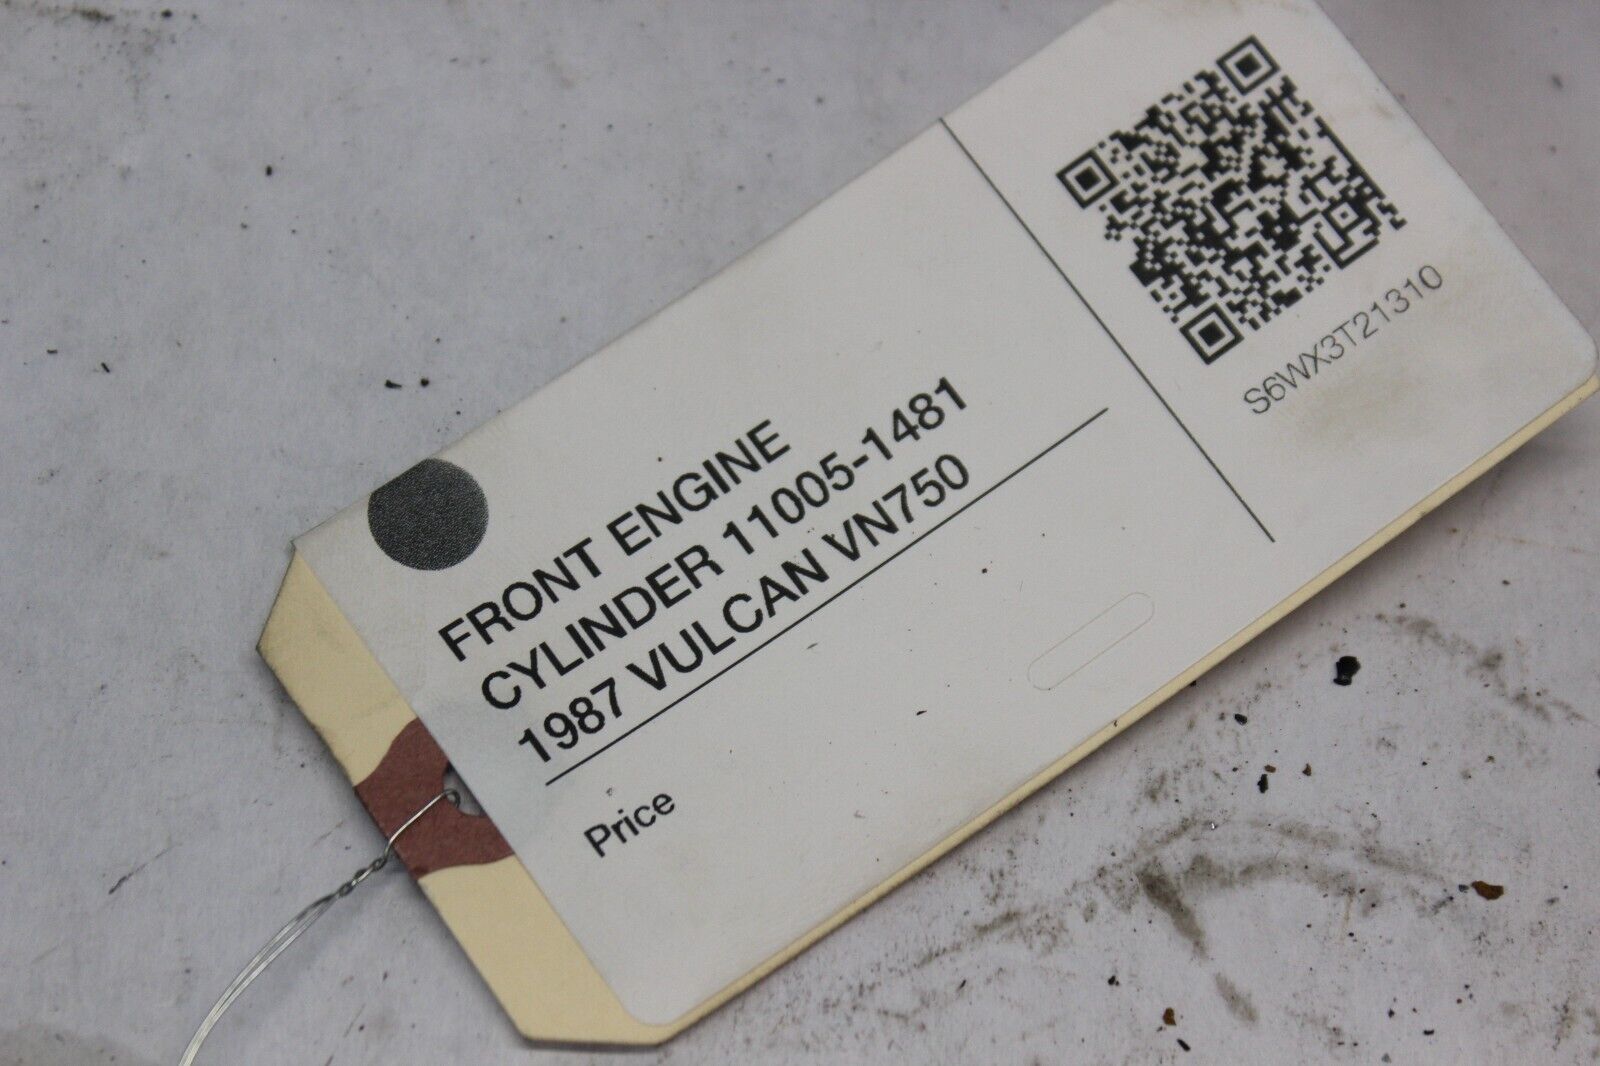 FRONT ENGINE
CYLINDER 11005-1481
1987 VULCAN VN750
Price
S6WX3T21310